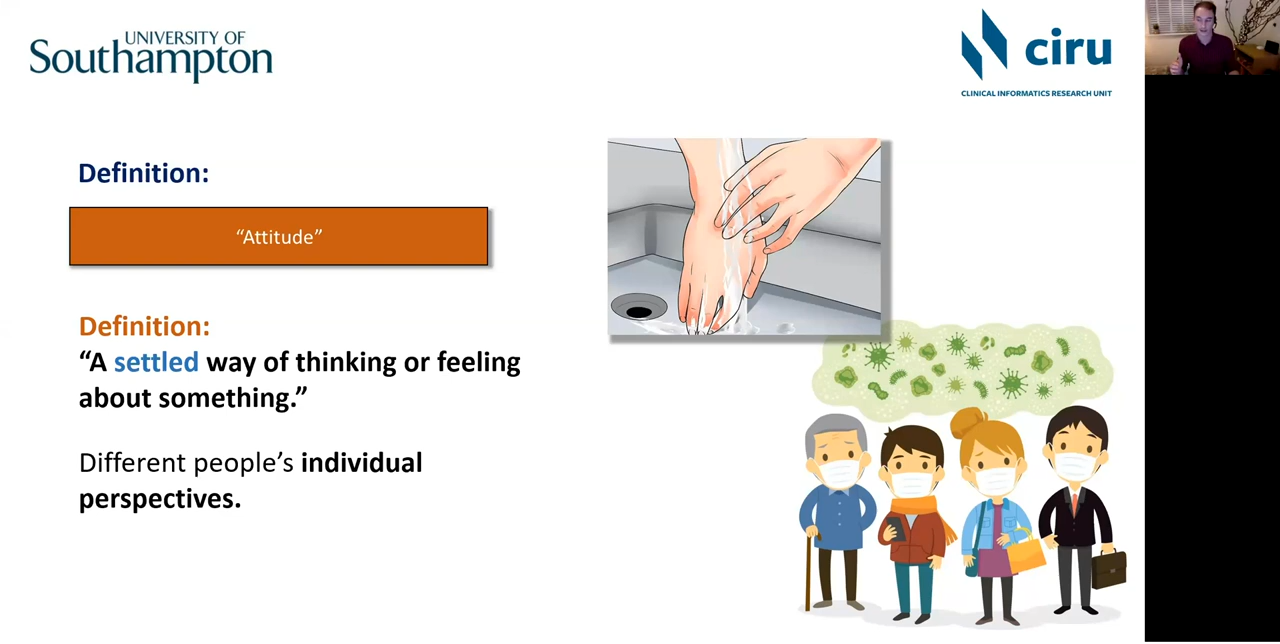 UNIVERSITY OF
Southampton
ciru
CLINICAL INFORMATICS RESEARCH UNIT
Definition:
“Attitude”
Definition:
“A settled way of thinking or feeling
about something.”
Different people’s individual
perspectives.